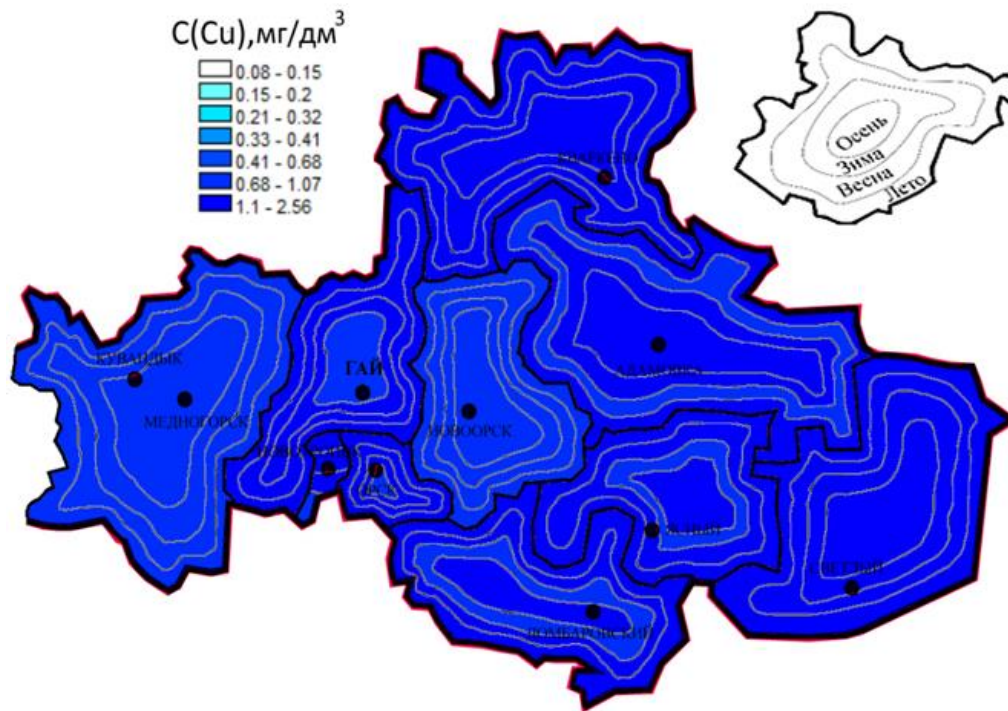 C(Cu),мг/дм³
0.08 - 0.15
0.15 - 0.2
0.21 - 0.32
0.33 - 0.41
0.41 - 0.68
0.68 - 1.07
1.1 - 2.56
Осень
Зима
Весна
Лето
КУВАНДЫК
МЕДНОГОРСК
ГАЙ
НОВООРСК
АДАМОВКА
ОРСК
СВЕТЛЫЙ
ДОМБАРОВСКИЙ